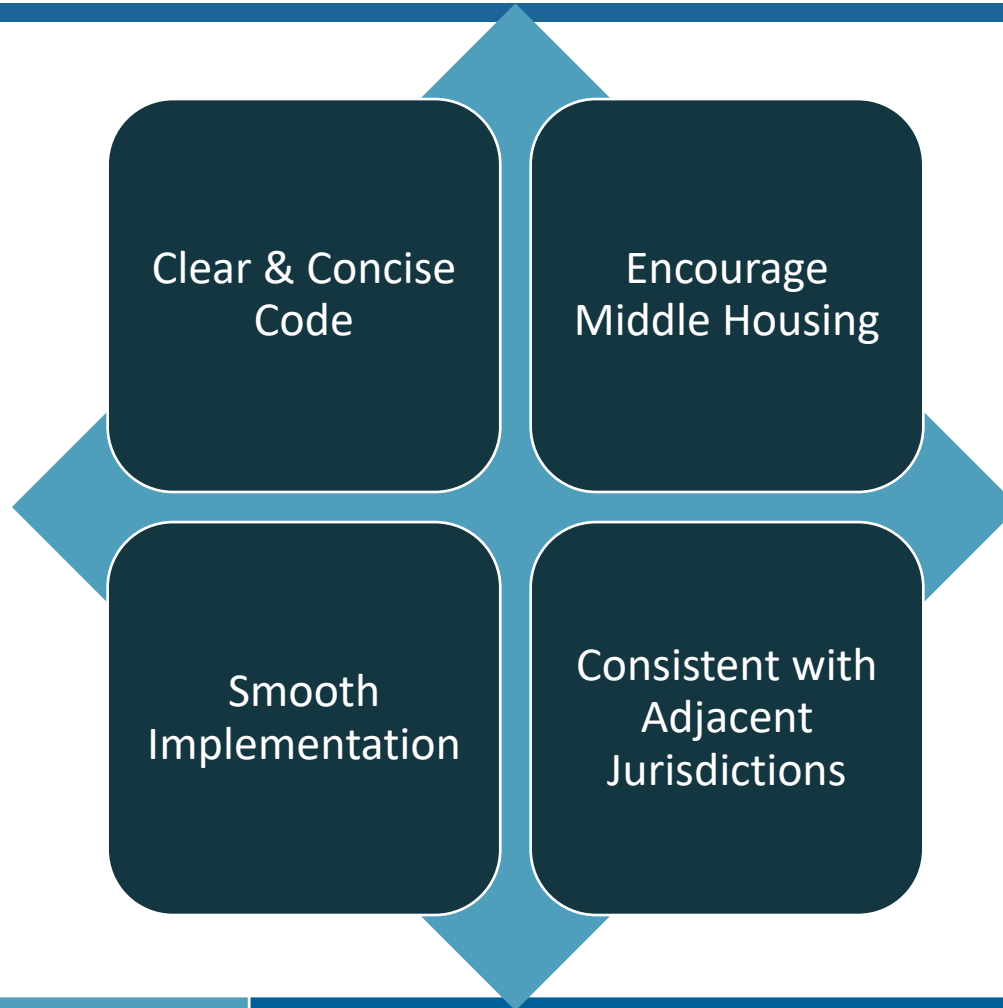 Clear & Concise
Code
Encourage
Middle Housing
Smooth
Implementation
Consistent with
Adjacent
Jurisdictions